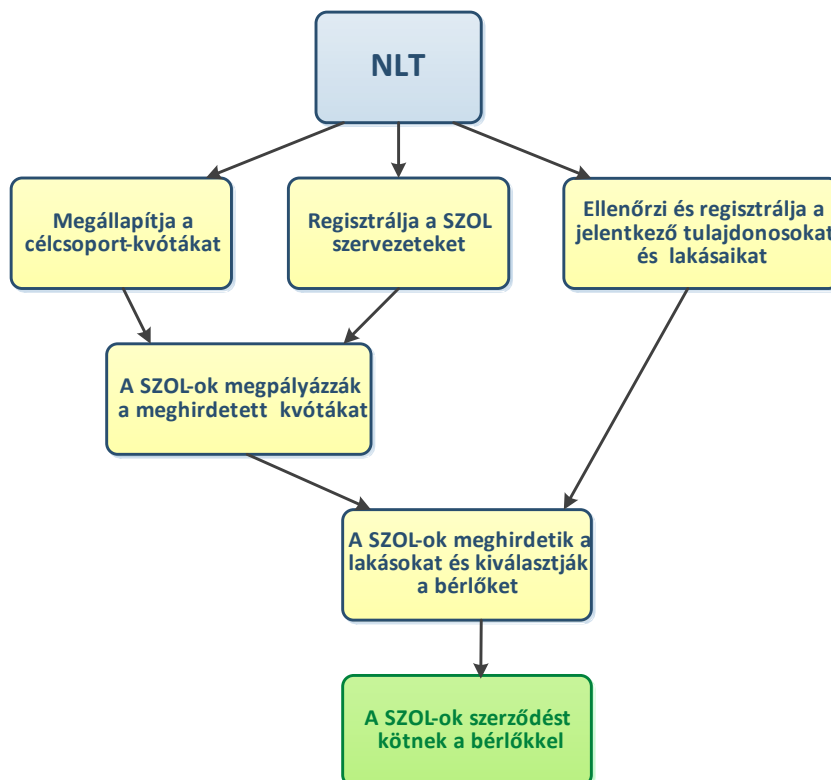 NLT
Megállapítja a
célcsoport-kvótákat
Regisztrálja a SZOL
szervezeteket
Ellenőrzi és regisztrálja a
jelentkező tulajdonosokat
és lakásaikat
A SZOL-ok megpályázzák
a meghirdetett kvótákat
A SZOL-ok meghirdetik a
lakásokat és kiválasztják
a bérlőket
A SZOL-ok szerződést
kötnek a bérlőkkel